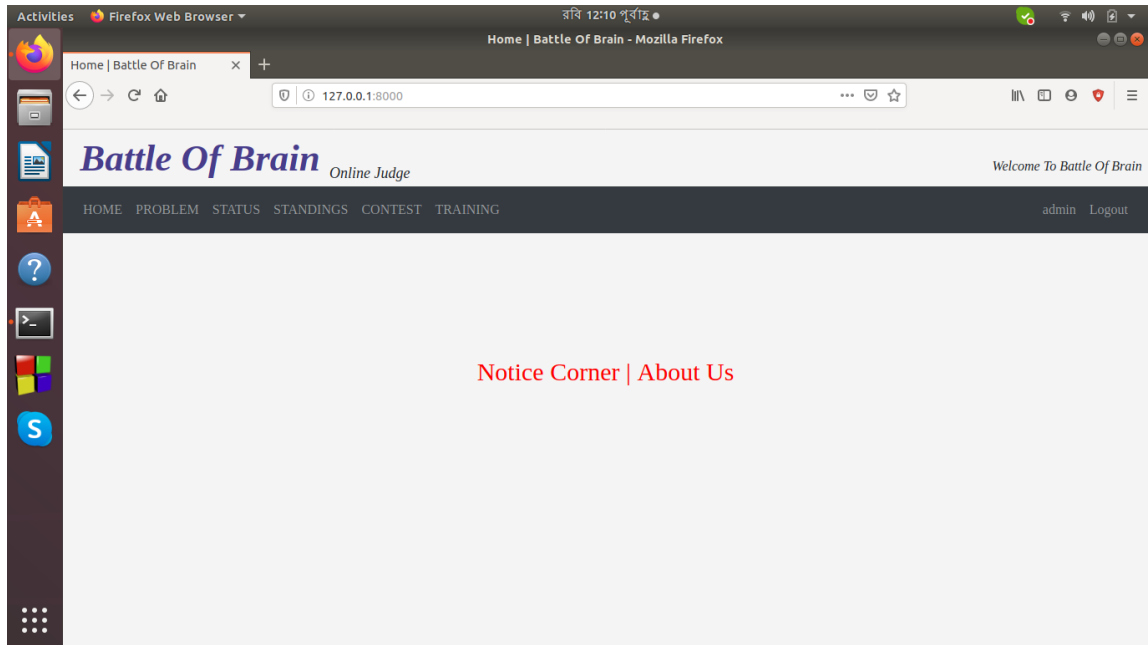 Activities Firefox Web Browser রবি 12:10 পূর্বাহ্ন
Home | Battle Of Brain - Mozilla Firefox
Home | Battle Of Brain
127.0.0.1:8000
Battle Of Brain Online Judge Welcome To Battle Of Brain
HOME PROBLEM STATUS STANDINGS CONTEST TRAINING admin Logout
Notice Corner | About Us